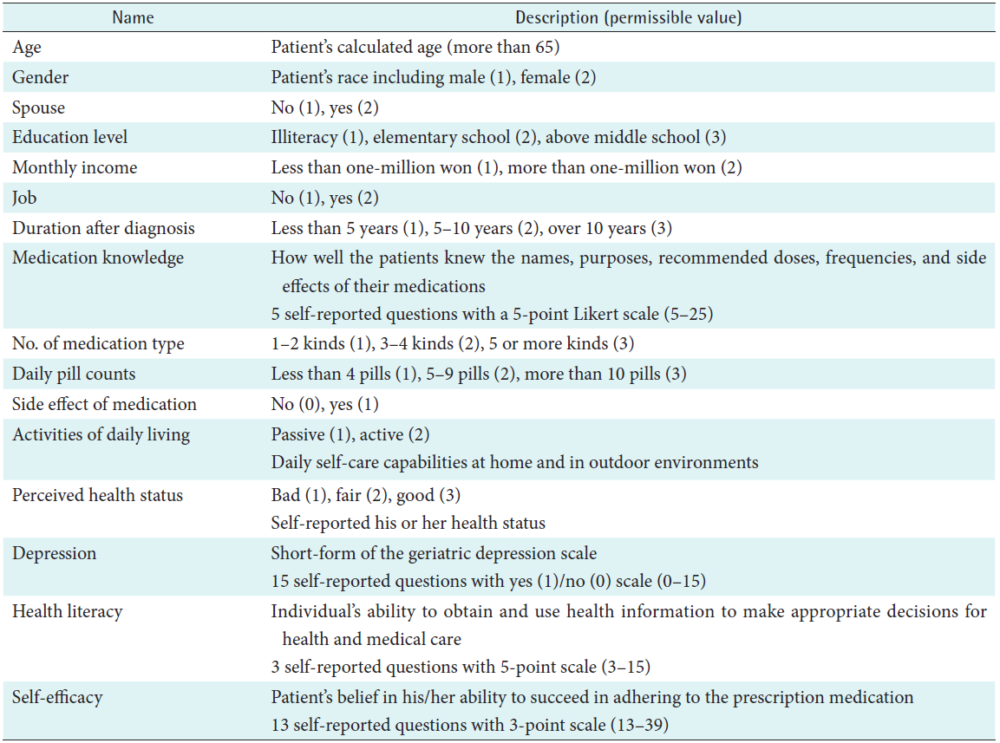 Name Description (permissible value)
Age Patient's calculated age (more than 65)
Gender Patient's race including male (1), female (2)
Spouse No (1), yes (2)
Education level Illiteracy (1), elementary school (2), above middle school (3)
Monthly income Less than one-million won (1), more than one-million won (2)
Job No (1), yes (2)
Duration after diagnosis Less than 5 years (1), 5–10 years (2), over 10 years (3)
Medication knowledge How well the patients knew the names, purposes, recommended doses, frequencies, and side
effects of their medications
5 self-reported questions with a 5-point Likert scale (5–25)
No. of medication type 1–2 kinds (1), 3–4 kinds (2), 5 or more kinds (3)
Daily pill counts Less than 4 pills (1), 5–9 pills (2), more than 10 pills (3)
Side effect of medication No (0), yes (1)
Activities of daily living Passive (1), active (2)
Daily self-care capabilities at home and in outdoor environments
Perceived health status Bad (1), fair (2), good (3)
Self-reported his or her health status
Depression Short-form of the geriatric depression scale
15 self-reported questions with yes (1)/no (0) scale (0–15)
Health literacy Individual's ability to obtain and use health information to make appropriate decisions for
health and medical care
3 self-reported questions with 5-point scale (3–15)
Self-efficacy Patient's belief in his/her ability to succeed in adhering to the prescription medication
13 self-reported questions with 3-point scale (13–39)